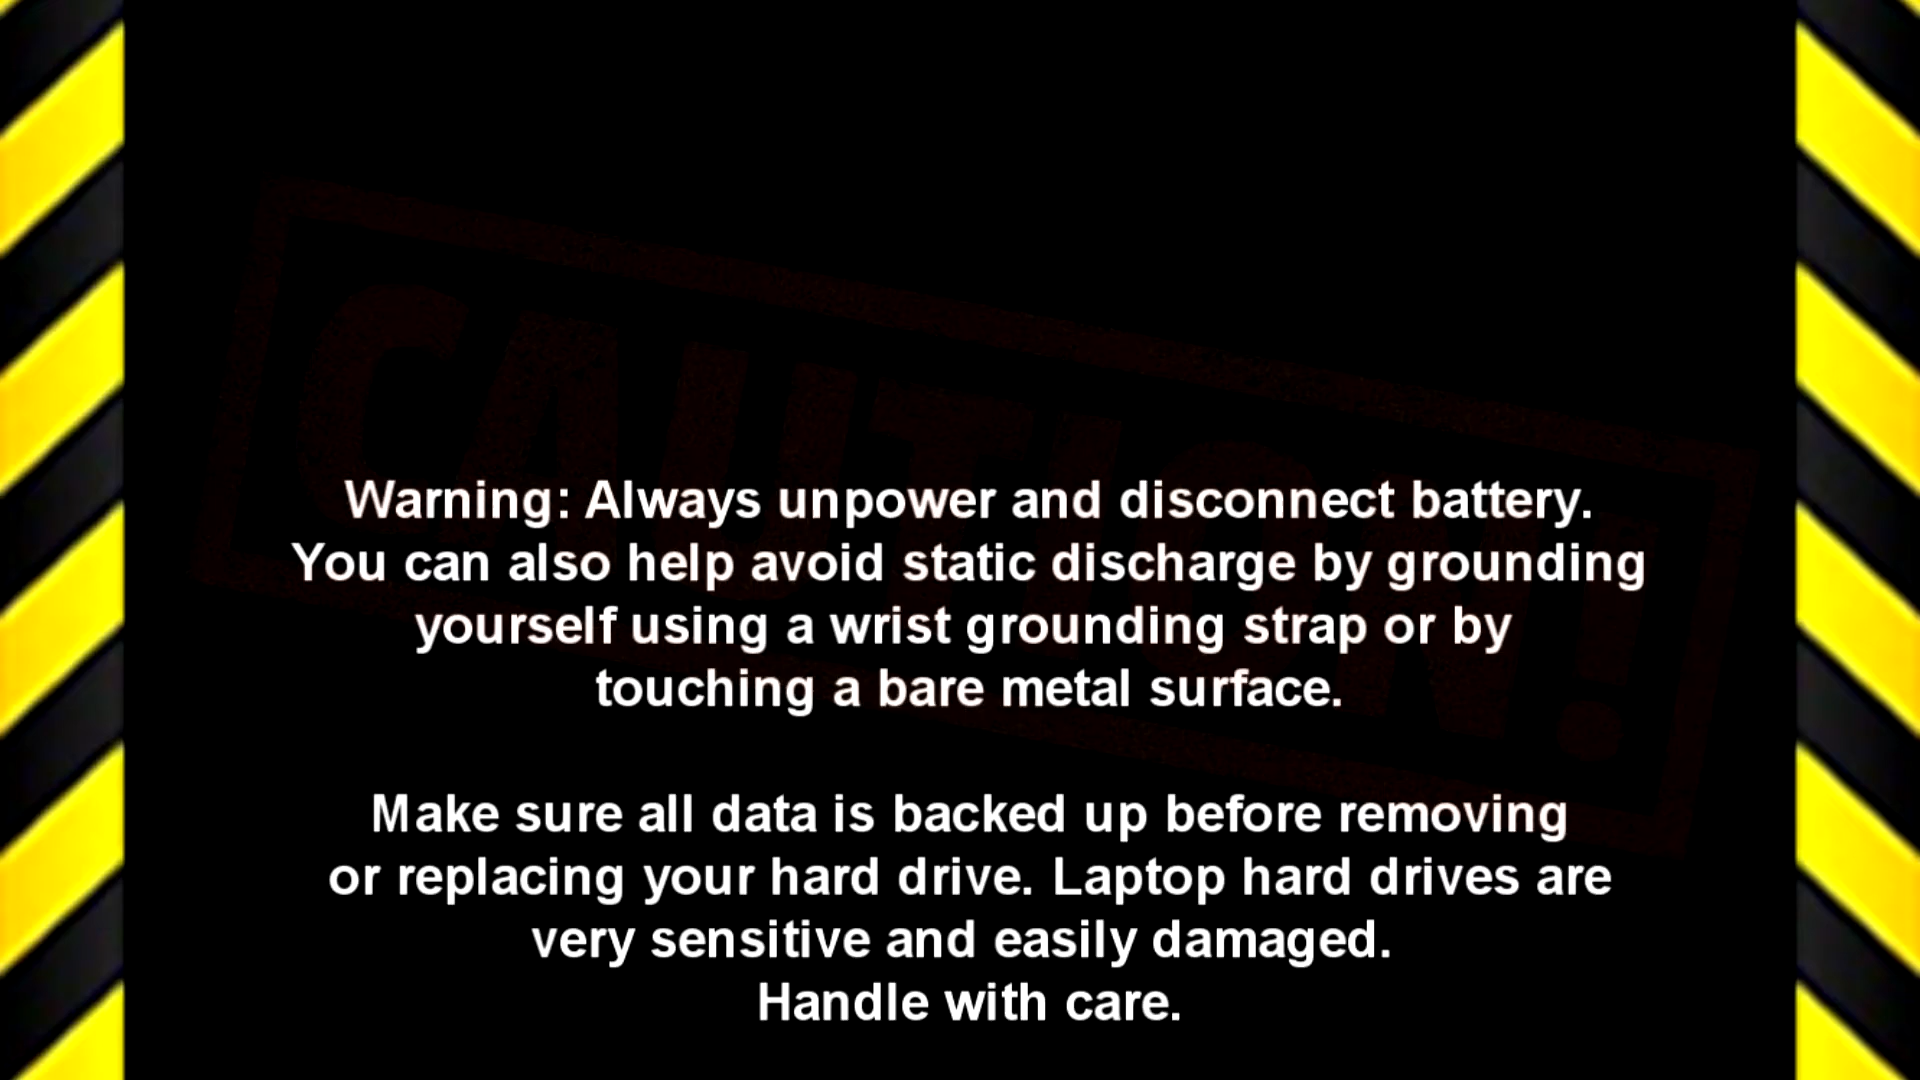 CAUTION!
Warning: Always unpower and disconnect battery.
You can also help avoid static discharge by grounding
yourself using a wrist grounding strap or by
touching a bare metal surface.
Make sure all data is backed up before removing
or replacing your hard drive. Laptop hard drives are
very sensitive and easily damaged.
Handle with care.